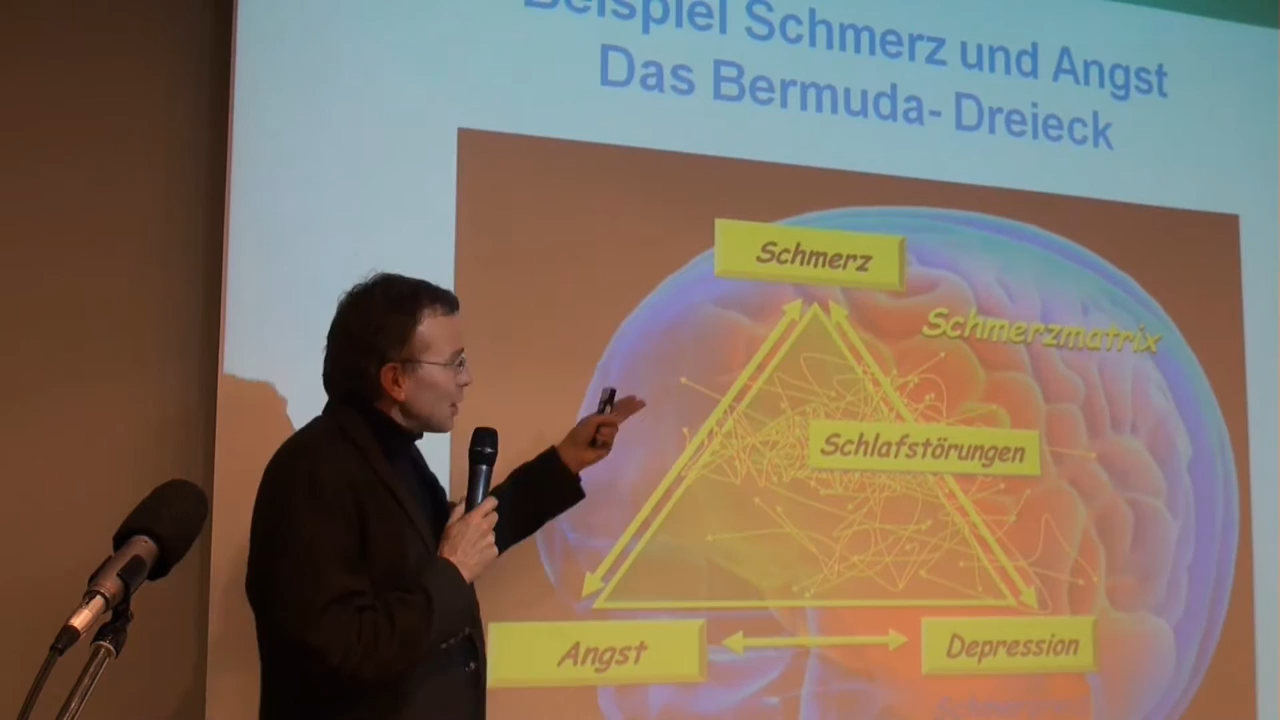 Beispiel Schmerz und Angst
Das Bermuda- Dreieck
Schmerz
Schmerzmatrix
Schlafstörungen
Angst
Depression